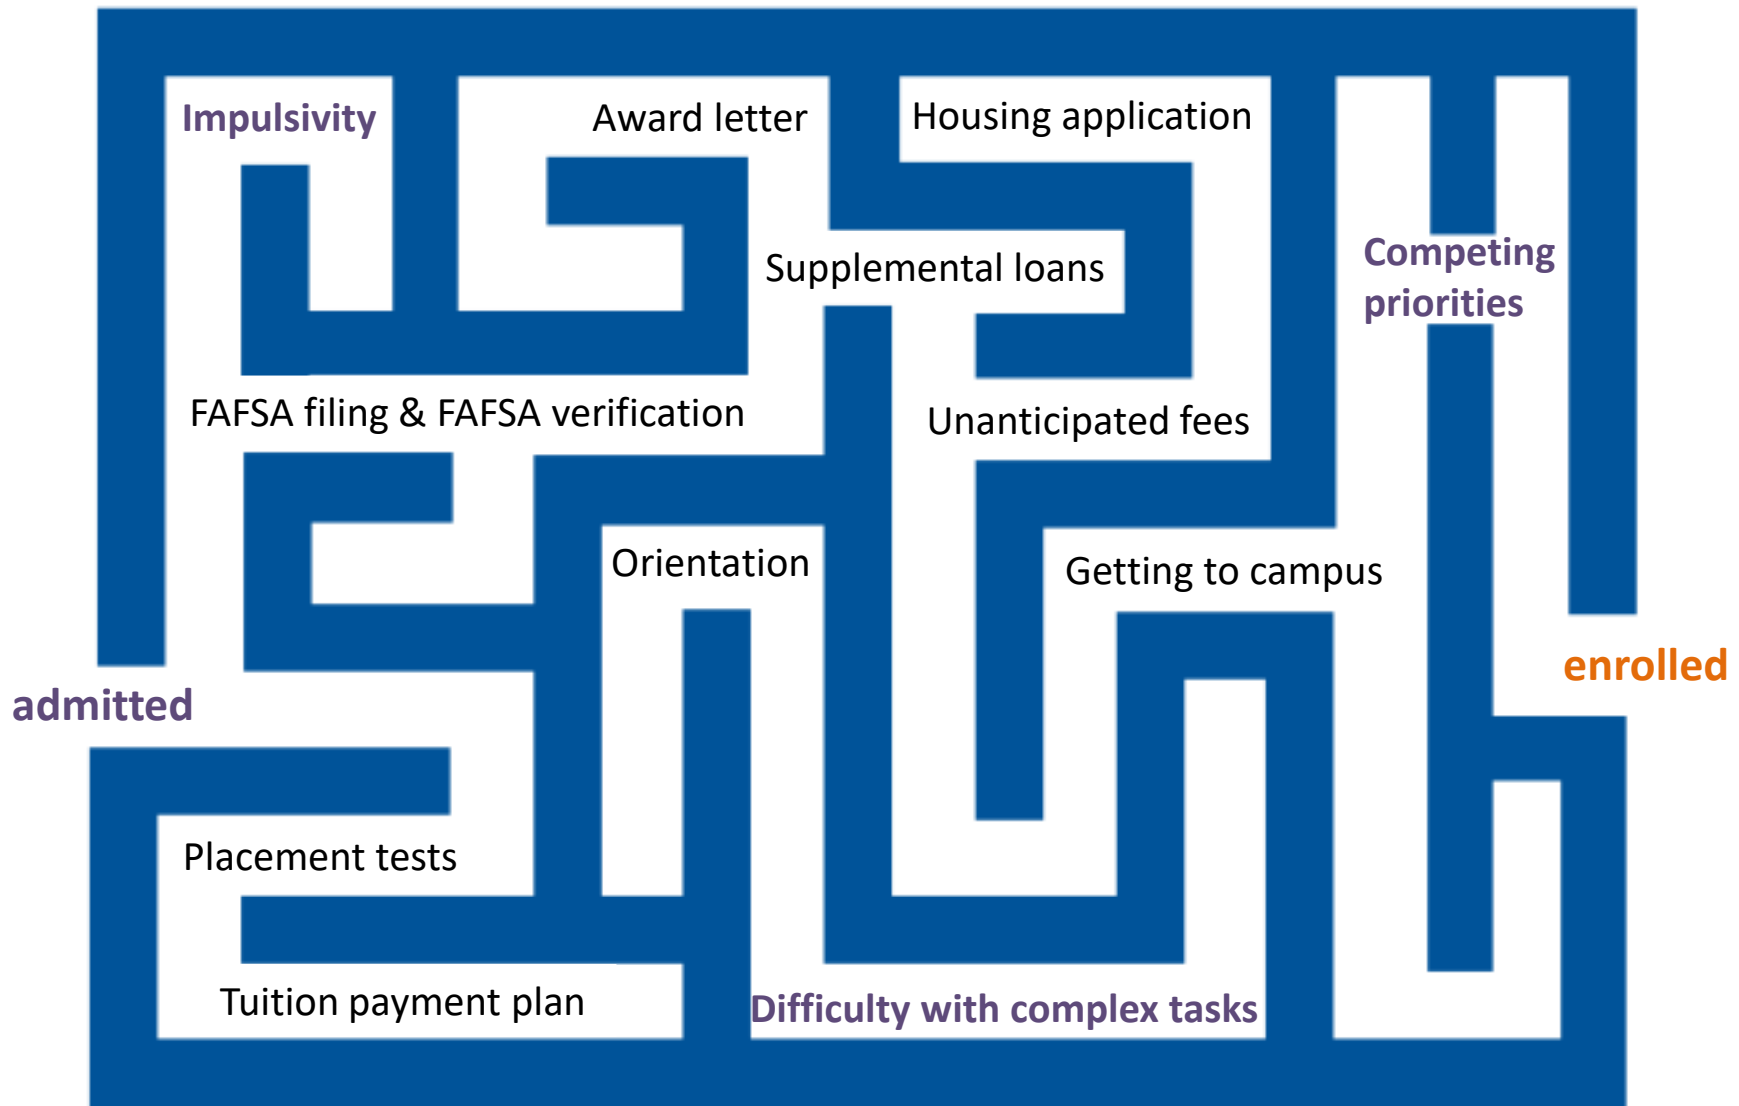 Impulsivity
Award letter
Housing application
Supplemental loans
Competing
priorities
FAFSA filing & FAFSA verification
Unanticipated fees
Orientation
Getting to campus
enrolled
admitted
Placement tests
Tuition payment plan
Difficulty with complex tasks